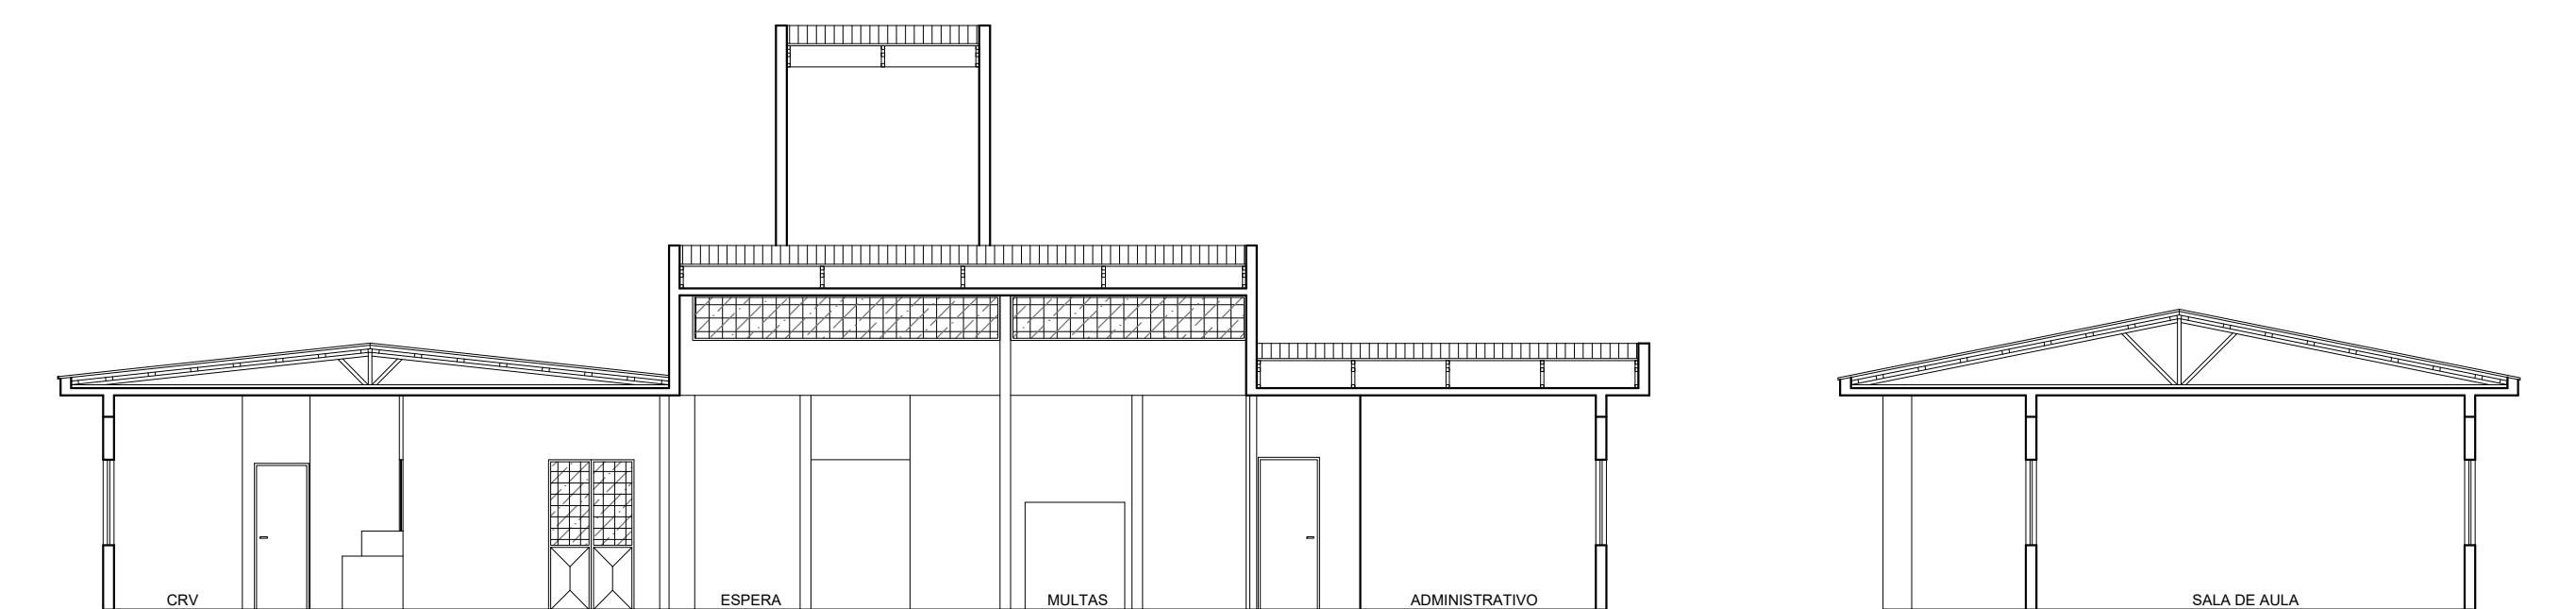 CRV
ESPERA
MULTAS
ADMINISTRATIVO
SALA DE AULA